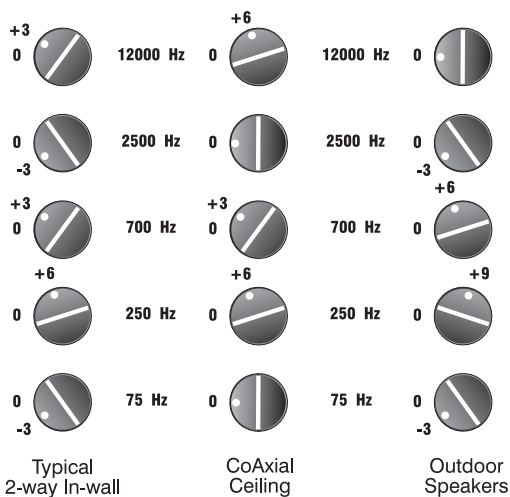 +6
+3
0 12000 Hz 0 12000 Hz 0
0 2500 Hz 0 2500 Hz 0
-3 -3
+3 +3 +6
0 700 Hz 0 700 Hz 0
+6 +6 +9
0 250 Hz 0 250 Hz 0
0 75 Hz 0 75 Hz 0
-3 -3
Typical CoAxial Outdoor
2-way In-wall Ceiling Speakers